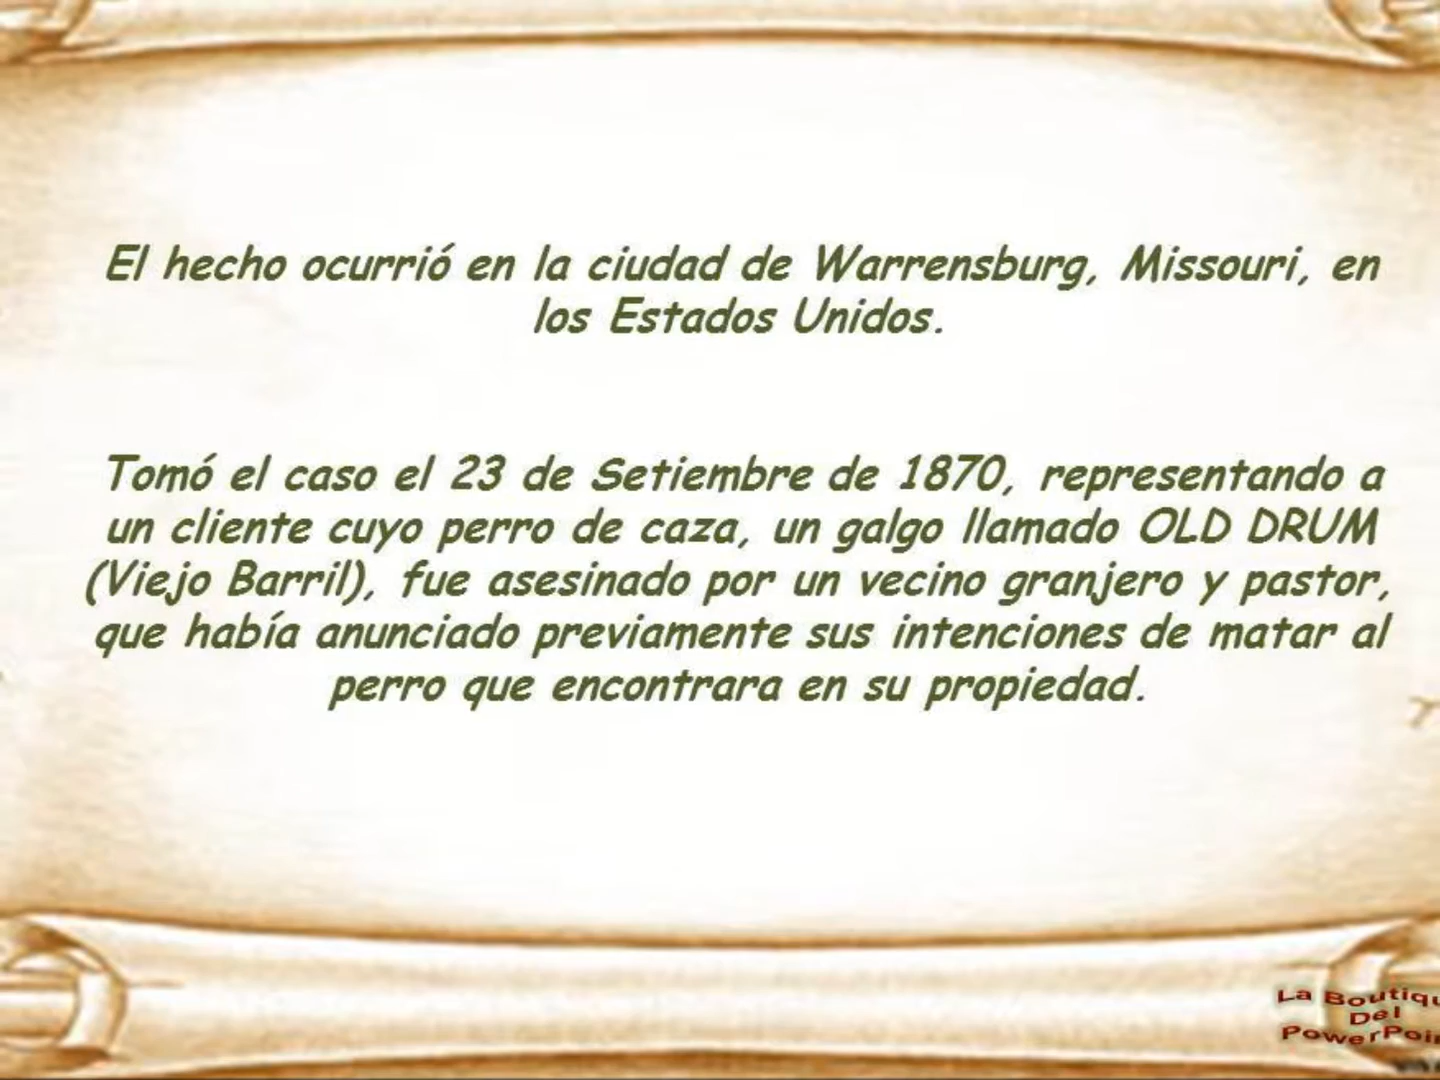 El hecho ocurrió en la ciudad de Warrensburg, Missouri, en
los Estados Unidos.
Tomó el caso el 23 de Setiembre de 1870, representando a
un cliente cuyo perro de caza, un galgo llamado OLD DRUM
(Viejo Barril), fue asesinado por un vecino granjero y pastor,
que había anunciado previamente sus intenciones de matar al
perro que encontrara en su propiedad.
La Boutiqu
Del
PowerPoin